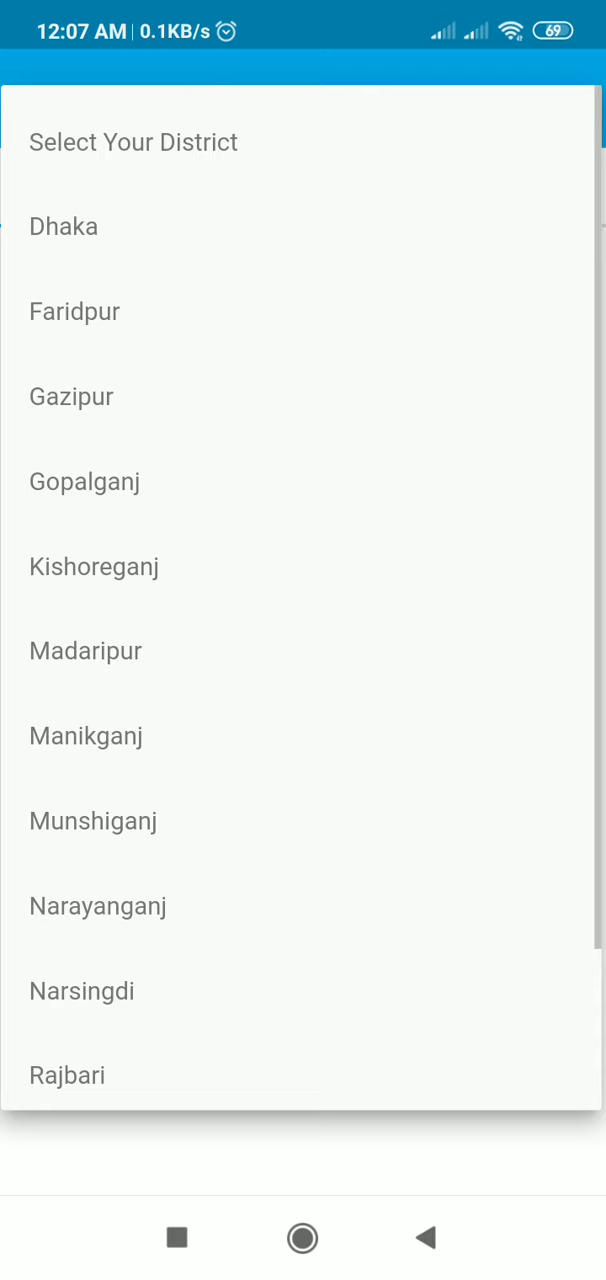 12:07 AM | 0.1KB/s 69
Select Your District
Dhaka
Faridpur
Gazipur
Gopalganj
Kishoreganj
Madaripur
Manikganj
Munshiganj
Narayanganj
Narsingdi
Rajbari